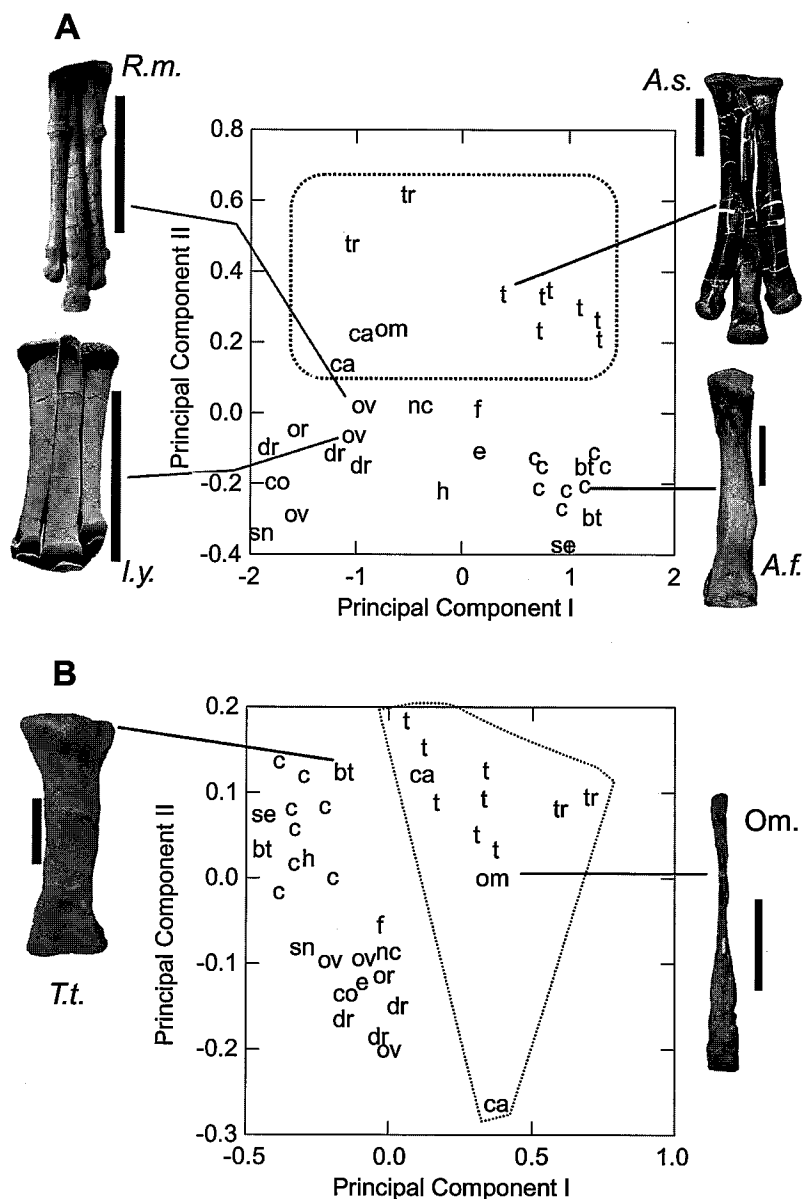 A
R.m.
A.s.
0.8
0.6
0.4
0.2
0.0
-0.2
-0.4
Principal Component II
tr
tr
t
t t
t
t
t
t
ca om
ca
ov nc f
or ov
dr dr e
dr
c c
c bt c
co h c c c
ov c bt
sn se
-2 -1 0 1 2
Principal Component I
I.y.
A.f.
B
0.2
0.1
0.0
-0.1
-0.2
-0.3
Principal Component II
t
c t
c bt ca t
c c t t tr tr
se c
bt c h t t
c c om
f
sn ov ov nc
e or
co
dr dr
dr
ov
ca
-0.5 0.0 0.5 1.0
Principal Component I
T.t.
Om.